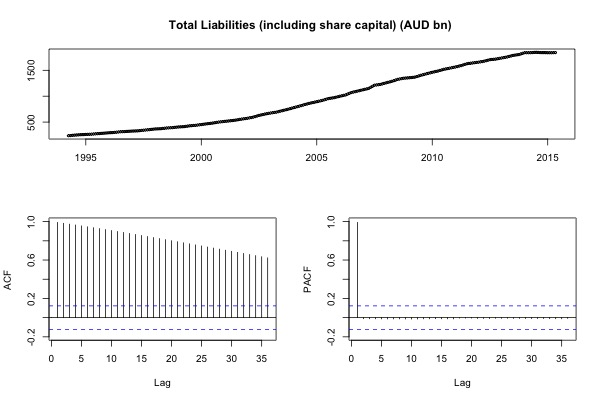 Total Liabilities (including share capital) (AUD bn)
1500
500
1995 2000 2005 2010 2015
1.0
0.6
0.2
-0.2
ACF
0 5 10 15 20 25 30 35
Lag
1.0
0.6
0.2
-0.2
PACF
0 5 10 15 20 25 30 35
Lag